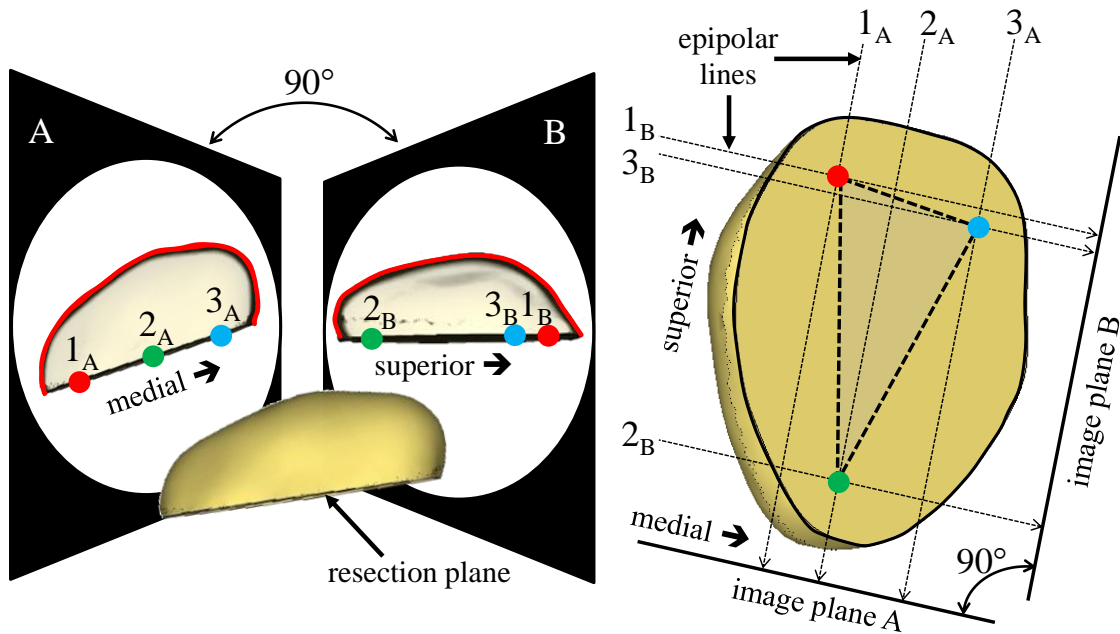 90°
A
B
3A
2A
1A
medial ➔
2B
3B 1B
superior ➔
resection plane
epipolar
lines
1A 2A 3A
1B
3B
2B
superior ➔
medial ➔
image plane A
90°
image plane B